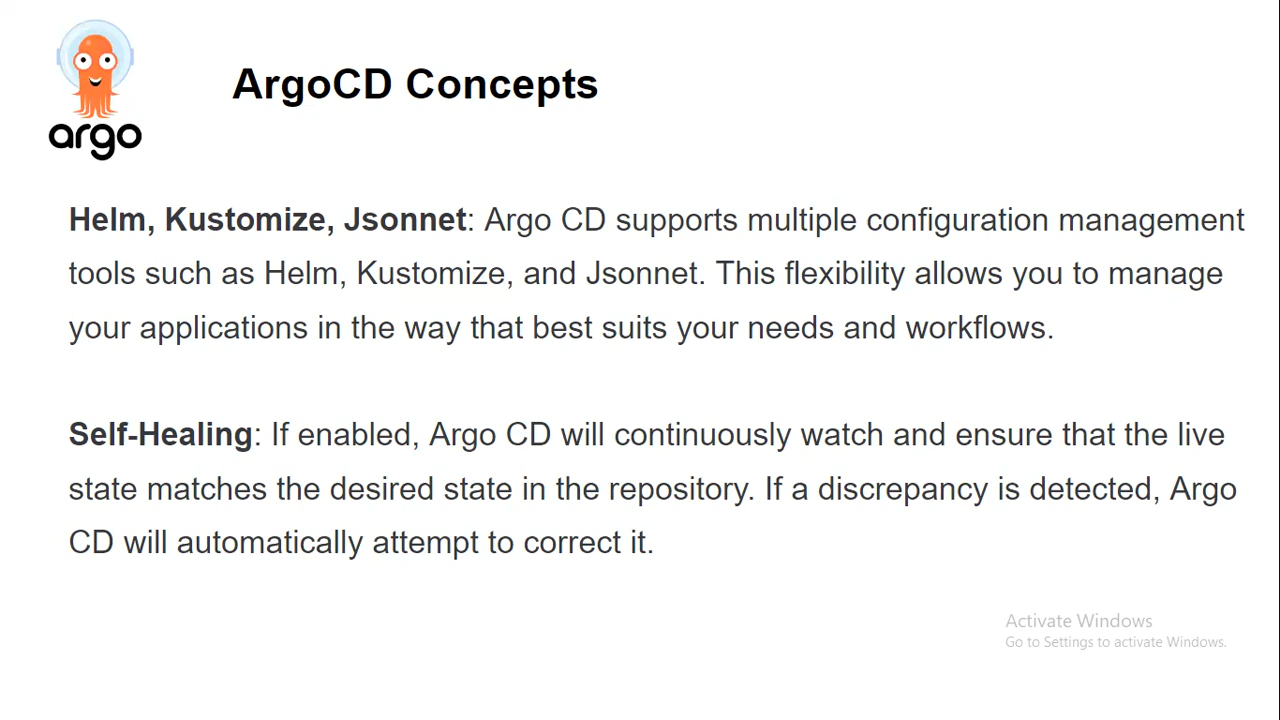 argo
ArgoCD Concepts
Helm, Kustomize, Jsonnet: Argo CD supports multiple configuration management
tools such as Helm, Kustomize, and Jsonnet. This flexibility allows you to manage
your applications in the way that best suits your needs and workflows.
Self-Healing: If enabled, Argo CD will continuously watch and ensure that the live
state matches the desired state in the repository. If a discrepancy is detected, Argo
CD will automatically attempt to correct it.
Activate Windows
Go to Settings to activate Windows.